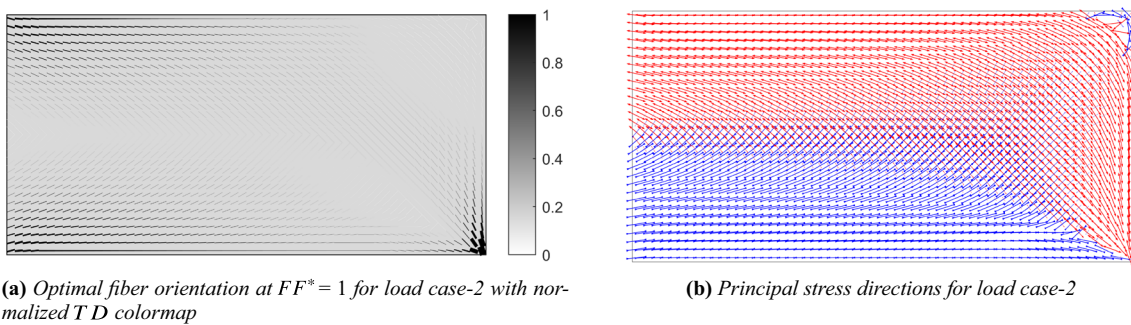 1
0.8
0.6
0.4
0.2
0
(a) Optimal fiber orientation at FF* = 1 for load case-2 with nor-
malized T D colormap
(b) Principal stress directions for load case-2